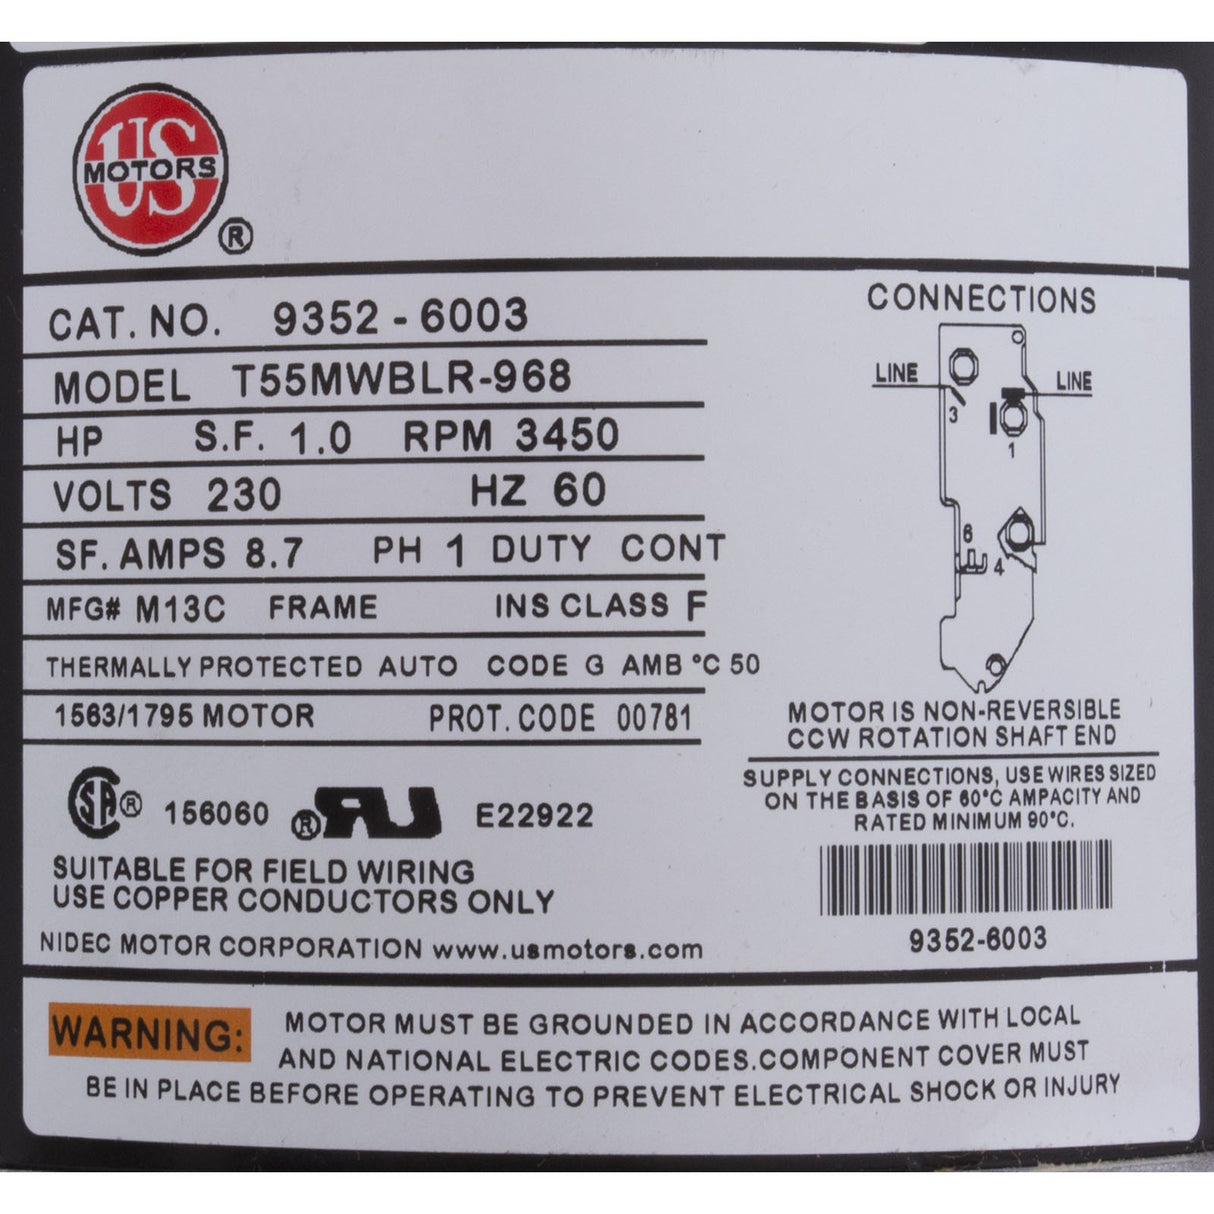 US
MOTORS
®
CAT. NO. 9352-6003
MODEL T55MWBLR-968
HP S.F. 1.0 RPM 3450
VOLTS 230 HZ 60
SF. AMPS 8.7 PH 1 DUTY CONT
MFG# M13C FRAME INS CLASS F
THERMALLY PROTECTED AUTO CODE G AMB °C 50
1563/1795 MOTOR PROT. CODE 00781
CONNECTIONS
LINE
LINE
3
1
6
4
MOTOR IS NON-REVERSIBLE
CCW ROTATION SHAFT END
SUPPLY CONNECTIONS, USE WIRES SIZED
ON THE BASIS OF 60°C AMPACITY AND
RATED MINIMUM 90°C.
9352-6003
SA ® 156060 ® RU E22922
SUITABLE FOR FIELD WIRING
USE COPPER CONDUCTORS ONLY
NIDEC MOTOR CORPORATION www.usmotors.com
WARNING: MOTOR MUST BE GROUNDED IN ACCORDANCE WITH LOCAL
AND NATIONAL ELECTRIC CODES.COMPONENT COVER MUST
BE IN PLACE BEFORE OPERATING TO PREVENT ELECTRICAL SHOCK OR INJURY